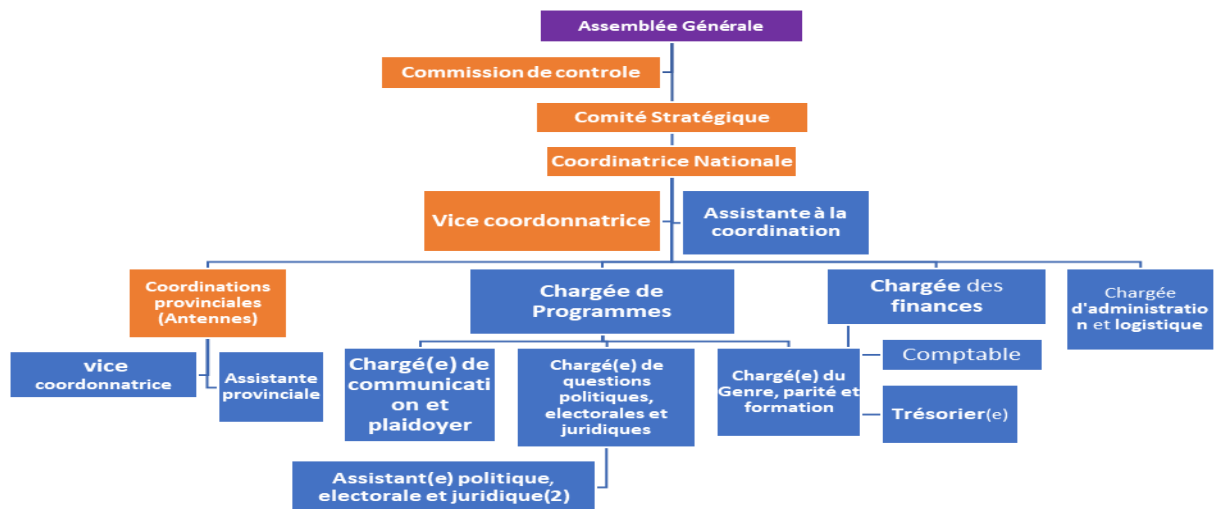 Assemblée Générale
Commission de controle
Comité Stratégique
Coordinatrice Nationale
Vice coordonnatrice
Assistante à la
coordination
Coordinations
provinciales
(Antennes)
vice
coordonnatrice
Assistante
provinciale
Chargée de
Programmes
Chargé(e) de
communicati
on et
plaidoyer
Chargé(e) de
questions
politiques,
electorales et
juridiques
Assistant(e) politique,
electorale et juridique(2)
Chargé(e) du
Genre, parité et
formation
Chargée des
finances
Comptable
Trésorier(e)
Chargée
d'administratio
n et logistique